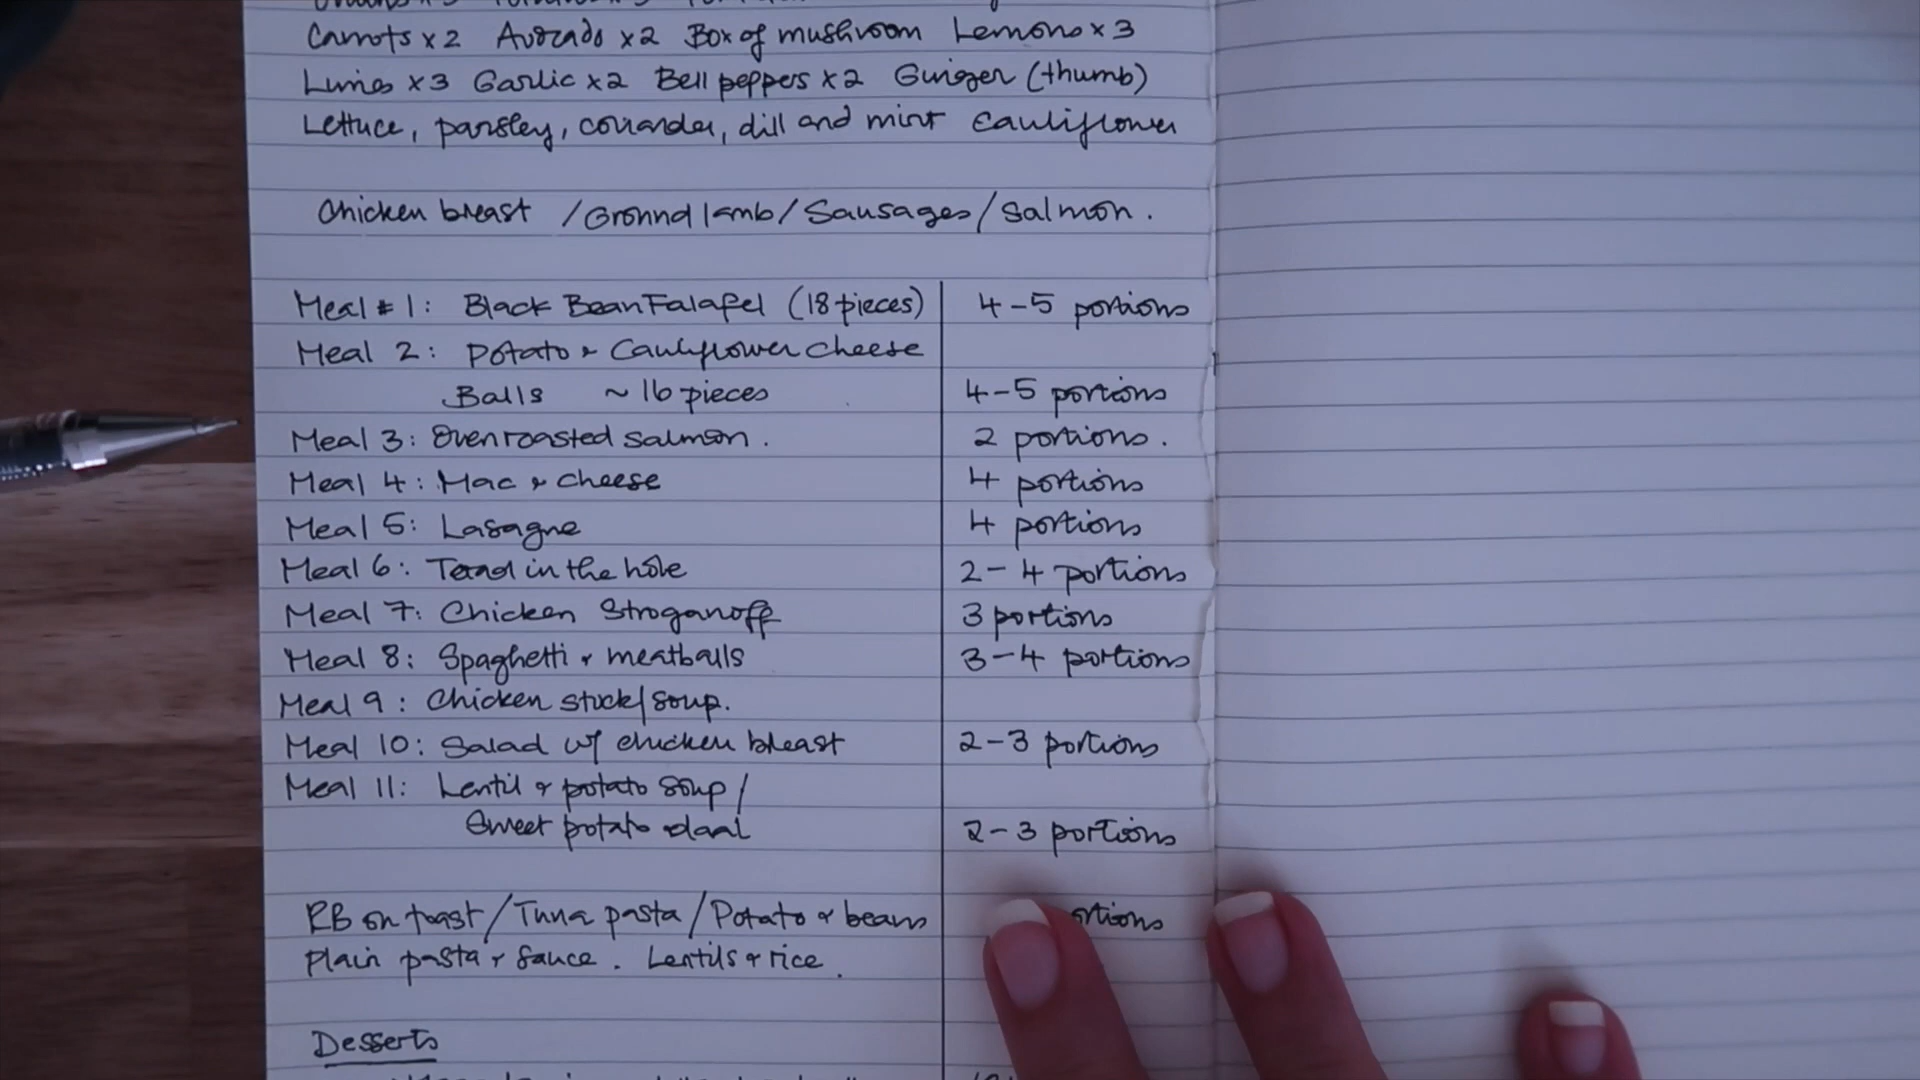 Carrots x 2 Avocado x 2 Box of mushroom Lemons x 3
Limes x 3 Garlic x 2 Bell peppers x 2 Ginger (thumb)
Lettuce, parsley, coriander, dill and mint Cauliflower
Chicken breast / Ground lamb / Sausages / Salmon.
Meal # 1: Black Bean Falafel (18 pieces) 4-5 portions
Meal 2: Potato & Cauliflower cheese
Balls ~ 16 pieces 4-5 portions
Meal 3: Oven roasted salmon. 2 portions.
Meal 4: Mac & cheese 4 portions
Meal 5: Lasagne 4 portions
Meal 6: Toad in the hole 2-4 portions
Meal 7: Chicken Stroganoff 3 portions
Meal 8: Spaghetti & meatballs 3-4 portions
Meal 9: Chicken stock/soup.
Meal 10: Salad w/ chicken breast 2-3 portions
Meal 11: Lentil & potato soup /
Sweet potato daal 2-3 portions
RB on toast / Tuna pasta / Potato & beans
Plain pasta & sauce. Lentils & rice.
Desserts